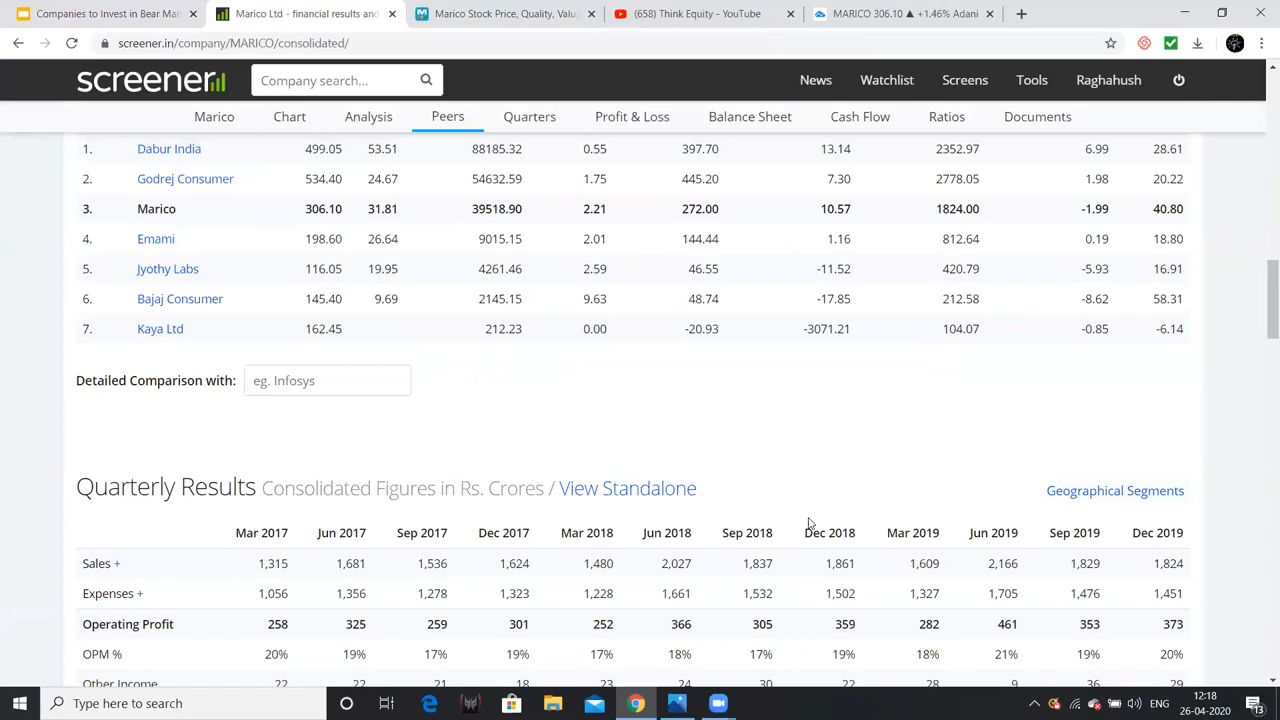 Companies to Invest in Bear Mar
Marico Ltd - financial results and
Marico Stock Price, Quality, Valu
(658) Think Equity - YouTube
MARICO 306.10 ▲ +1.46% Adani
screener.in/company/MARICO/consolidated/
screener
Company search...
News Watchlist Screens Tools Raghahush
Marico Chart Analysis Peers Quarters Profit & Loss Balance Sheet Cash Flow Ratios Documents
1. Dabur India 499.05 53.51 88185.32 0.55 397.70 13.14 2352.97 6.99 28.61
2. Godrej Consumer 534.40 24.67 54632.59 1.75 445.20 7.30 2778.05 1.98 20.22
3. Marico 306.10 31.81 39518.90 2.21 272.00 10.57 1824.00 -1.99 40.80
4. Emami 198.60 26.64 9015.15 2.01 144.44 1.16 812.64 0.19 18.80
5. Jyothy Labs 116.05 19.95 4261.46 2.59 46.55 -11.52 420.79 -5.93 16.91
6. Bajaj Consumer 145.40 9.69 2145.15 9.63 48.74 -17.85 212.58 -8.62 58.31
7. Kaya Ltd 162.45 212.23 0.00 -20.93 -3071.21 104.07 -0.85 -6.14
Detailed Comparison with: eg. Infosys
Quarterly Results Consolidated Figures in Rs. Crores / View Standalone
Geographical Segments
Mar 2017 Jun 2017 Sep 2017 Dec 2017 Mar 2018 Jun 2018 Sep 2018 Dec 2018 Mar 2019 Jun 2019 Sep 2019 Dec 2019
Sales + 1,315 1,681 1,536 1,624 1,480 2,027 1,837 1,861 1,609 2,166 1,829 1,824
Expenses + 1,056 1,356 1,278 1,323 1,228 1,661 1,532 1,502 1,327 1,705 1,476 1,451
Operating Profit 258 325 259 301 252 366 305 359 282 461 353 373
OPM % 20% 19% 17% 19% 17% 18% 17% 19% 18% 21% 19% 20%
Other Income 22 22 21 18 23 24 30 22 28 9 36 29
Type here to search
ENG
12:18
26-04-2020
13